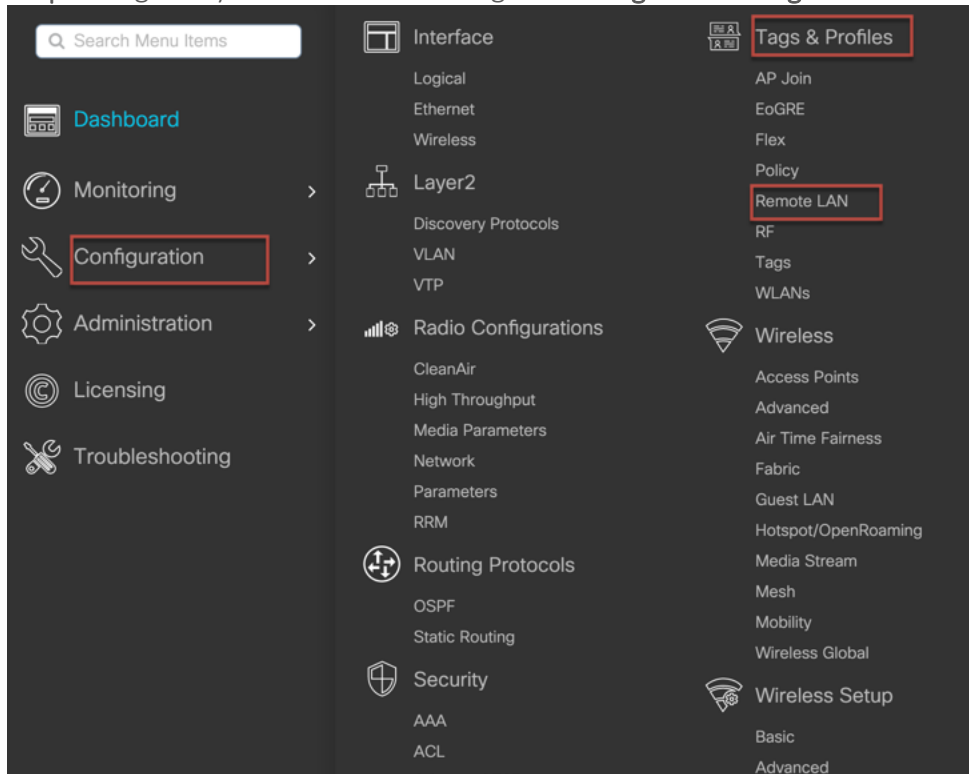 Search Menu Items
Dashboard
Monitoring
Configuration
Administration
Licensing
Troubleshooting
Interface
Logical
Ethernet
Wireless
Layer2
Discovery Protocols
VLAN
VTP
Radio Configurations
CleanAir
High Throughput
Media Parameters
Network
Parameters
RRM
Routing Protocols
OSPF
Static Routing
Security
AAA
ACL
Tags & Profiles
AP Join
EoGRE
Flex
Policy
Remote LAN
RF
Tags
WLANs
Wireless
Access Points
Advanced
Air Time Fairness
Fabric
Guest LAN
Hotspot/OpenRoaming
Media Stream
Mesh
Mobility
Wireless Global
Wireless Setup
Basic
Advanced